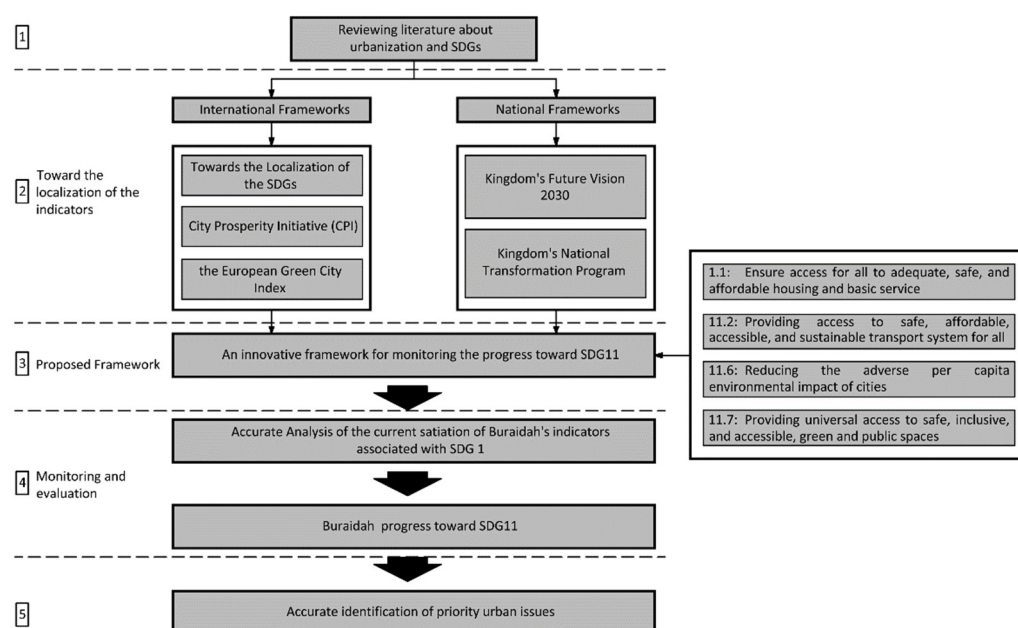 1
Reviewing literature about
urbanization and SDGs
International Frameworks
National Frameworks
2
Toward the
localization of the
indicators
Towards the Localization of
the SDGs
City Prosperity Initiative (CPI)
the European Green City
Index
Kingdom's Future Vision
2030
Kingdom's National
Transformation Program
1.1: Ensure access for all to adequate, safe, and
affordable housing and basic service
11.2: Providing access to safe, affordable,
accessible, and sustainable transport system for all
11.6: Reducing the adverse per capita
environmental impact of cities
11.7: Providing universal access to safe, inclusive,
and accessible, green and public spaces
3
Proposed Framework
An innovative framework for monitoring the progress toward SDG11
4
Monitoring and
evaluation
Accurate Analysis of the current satiation of Buraidah's indicators
associated with SDG 1
Buraidah progress toward SDG11
5
Accurate identification of priority urban issues